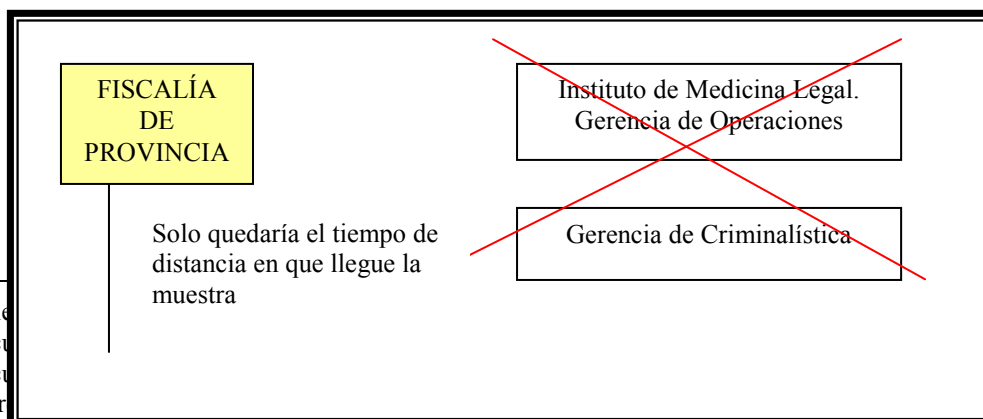 FISCALÍA
DE
PROVINCIA
Instituto de Medicina Legal.
Gerencia de Operaciones
Solo quedaría el tiempo de
distancia en que llegue la
muestra
Gerencia de Criminalística